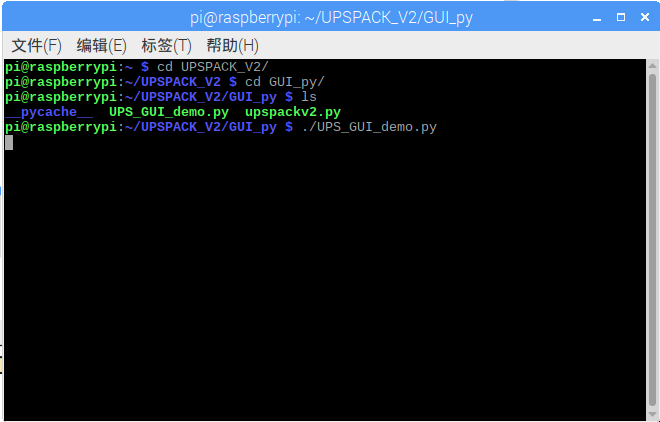 pi@raspberrypi: ~/UPSPACK_V2/GUI_py
文件(F) 编辑(E) 标签(T) 帮助(H)
pi@raspberrypi:~ $ cd UPSPACK_V2/
pi@raspberrypi:~/UPSPACK_V2 $ cd GUI_py/
pi@raspberrypi:~/UPSPACK_V2/GUI_py $ ls
__pycache__  UPS_GUI_demo.py  upspackv2.py
pi@raspberrypi:~/UPSPACK_V2/GUI_py $ ./UPS_GUI_demo.py